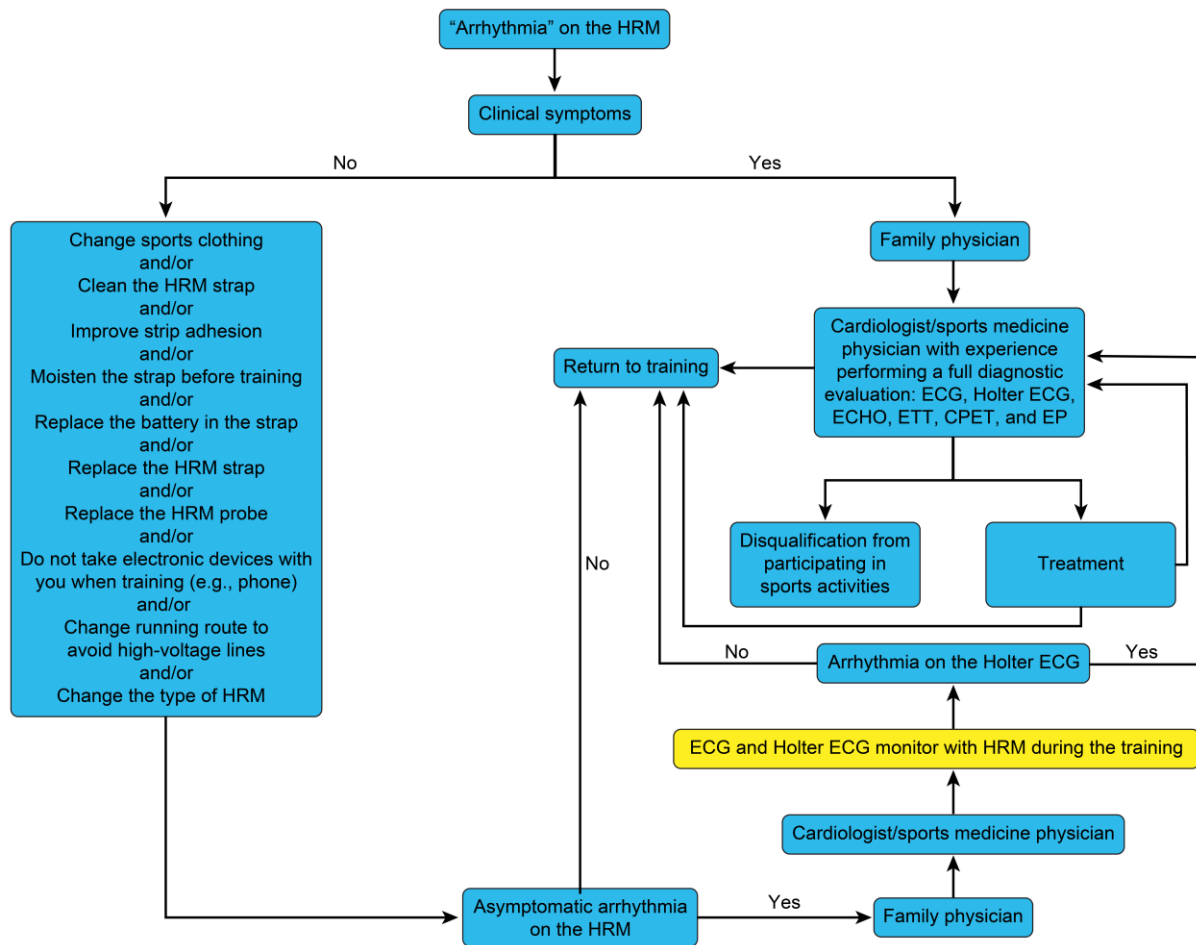 “Arrhythmia” on the HRM
Clinical symptoms
No
Yes
Change sports clothing
and/or
Clean the HRM strap
and/or
Improve strip adhesion
and/or
Moisten the strap before training
and/or
Replace the battery in the strap
and/or
Replace the HRM strap
and/or
Replace the HRM probe
and/or
Do not take electronic devices with
you when training (e.g., phone)
and/or
Change running route to
avoid high-voltage lines
and/or
Change the type of HRM
Family physician
Cardiologist/sports medicine
physician with experience
performing a full diagnostic
evaluation: ECG, Holter ECG,
ECHO, ETT, CPET, and EP
Return to training
Disqualification from
participating in
sports activities
Treatment
No
No
Arrhythmia on the Holter ECG
Yes
ECG and Holter ECG monitor with HRM during the training
Cardiologist/sports medicine physician
Asymptomatic arrhythmia
on the HRM
Yes
Family physician